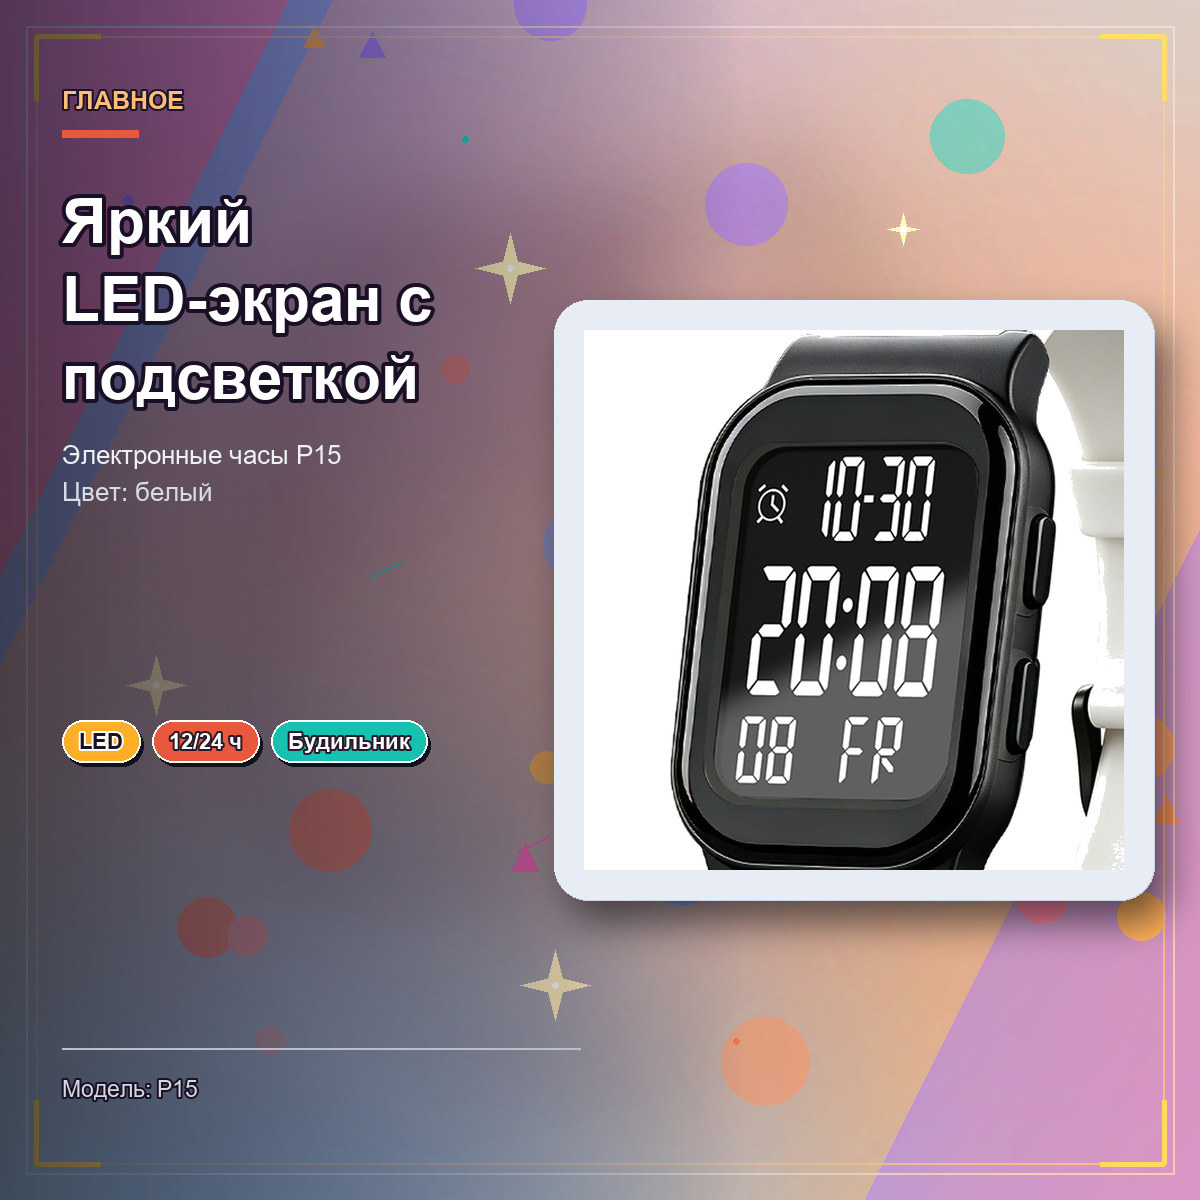 ГЛАВНОЕ
Яркий
LED-экран с
подсветкой
Электронные часы P15
Цвет: белый
LED
12/24 ч
Будильник
10-30
20:08
08 FR
Модель: P15